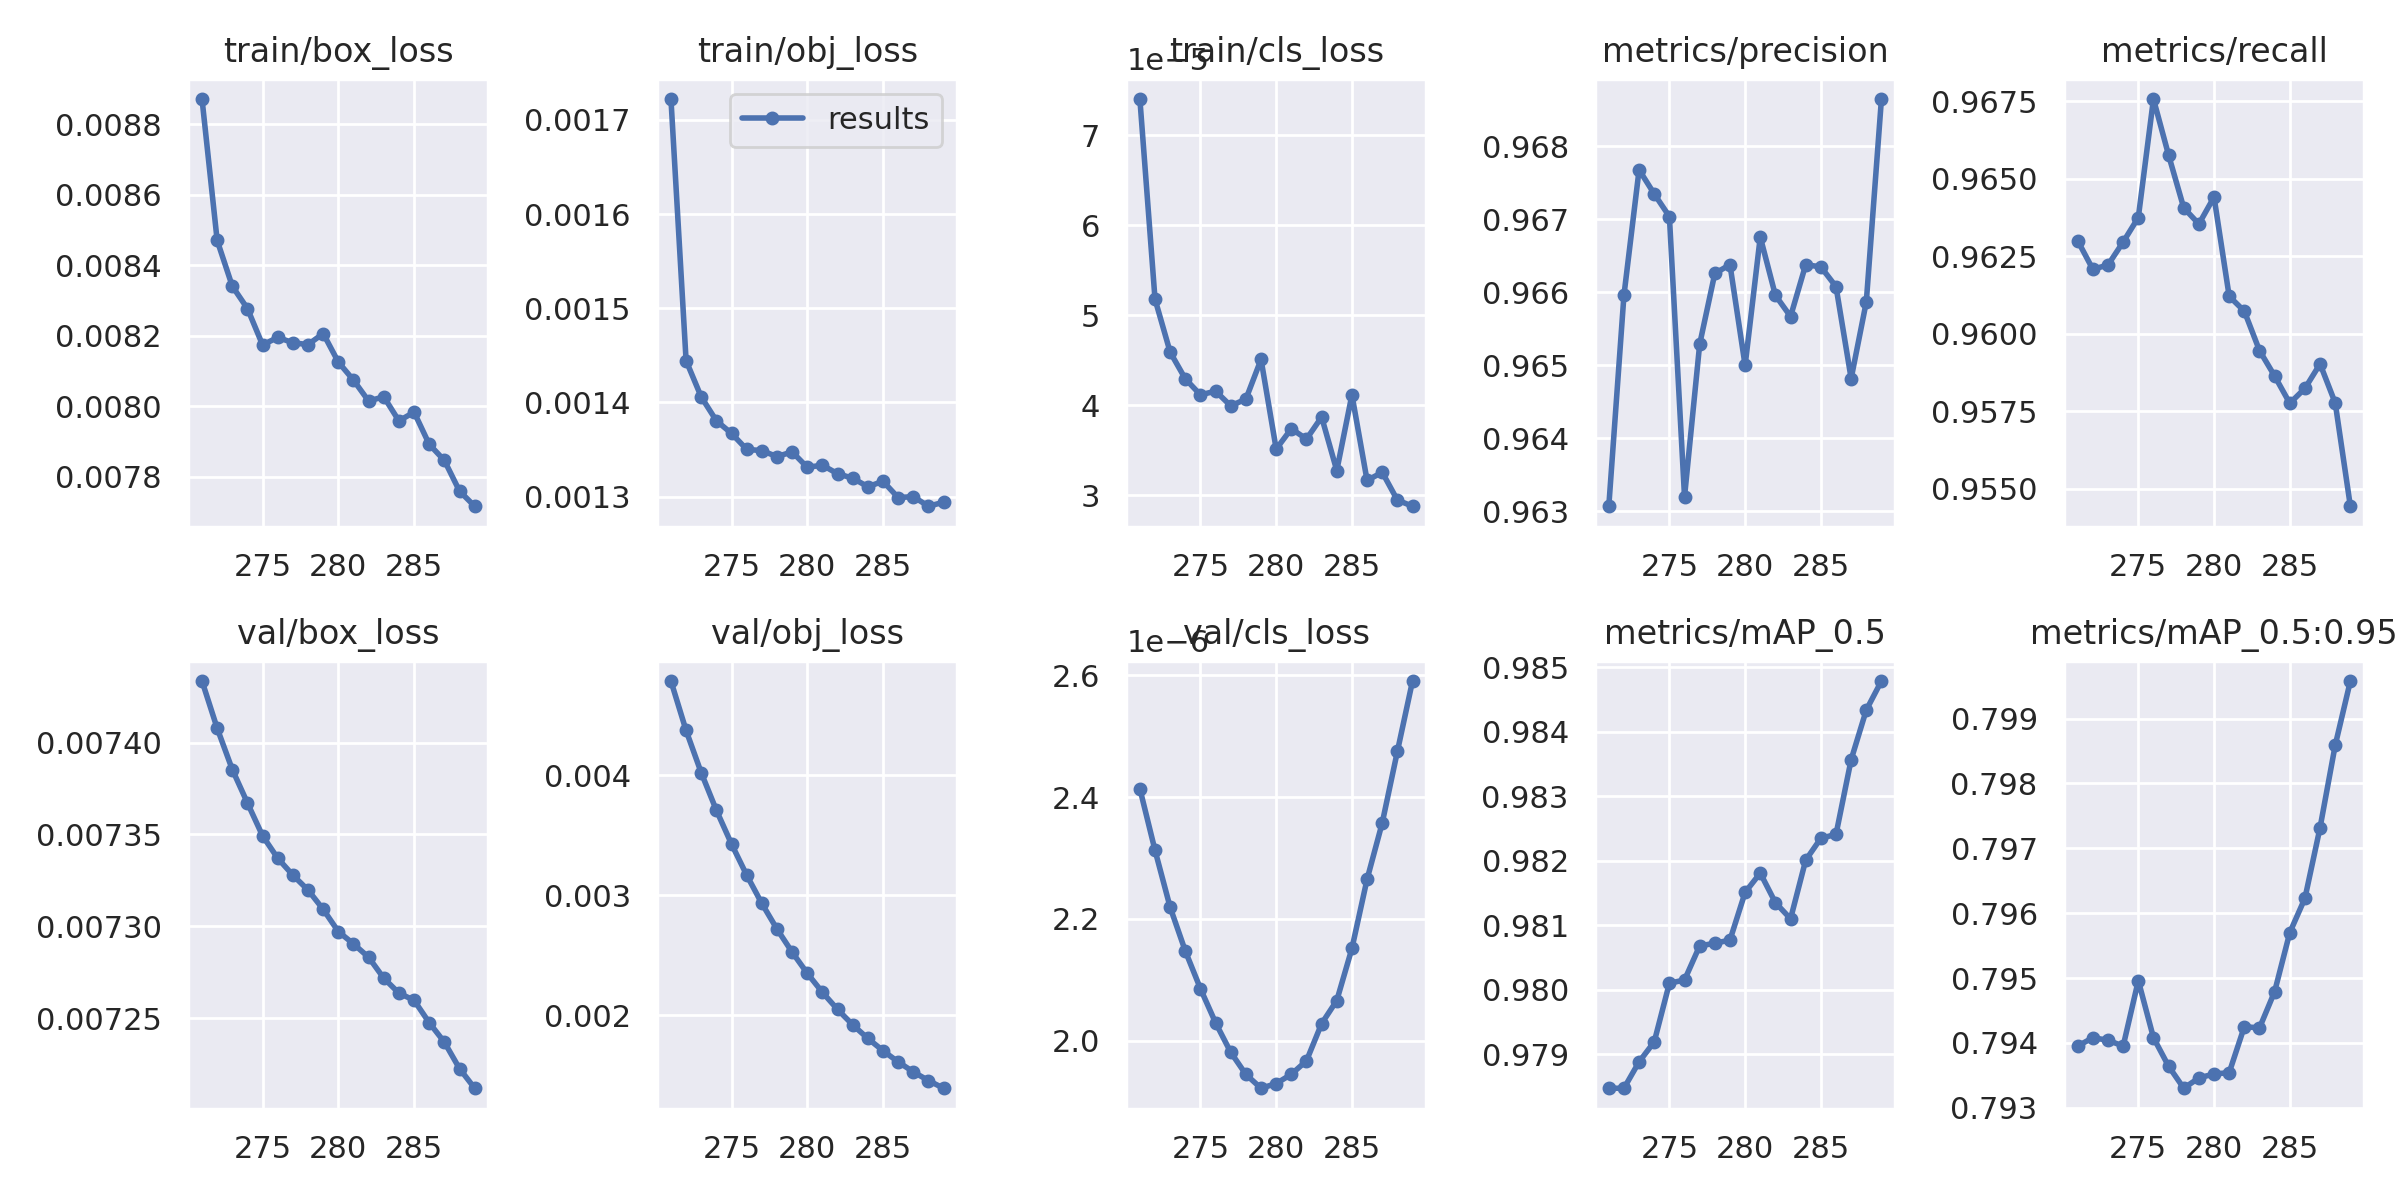 train/box_loss
0.0088
0.0086
0.0084
0.0082
0.0080
0.0078
275 280 285
train/obj_loss
results
0.0017
0.0016
0.0015
0.0014
0.0013
275 280 285
train/cls_loss
1e−5
7
6
5
4
3
275 280 285
metrics/precision
0.968
0.967
0.966
0.965
0.964
0.963
275 280 285
metrics/recall
0.9675
0.9650
0.9625
0.9600
0.9575
0.9550
275 280 285
val/box_loss
0.00740
0.00735
0.00730
0.00725
275 280 285
val/obj_loss
0.004
0.003
0.002
275 280 285
val/cls_loss
1e−6
2.6
2.4
2.2
2.0
275 280 285
metrics/mAP_0.5
0.985
0.984
0.983
0.982
0.981
0.980
0.979
275 280 285
metrics/mAP_0.5:0.95
0.799
0.798
0.797
0.796
0.795
0.794
0.793
275 280 285